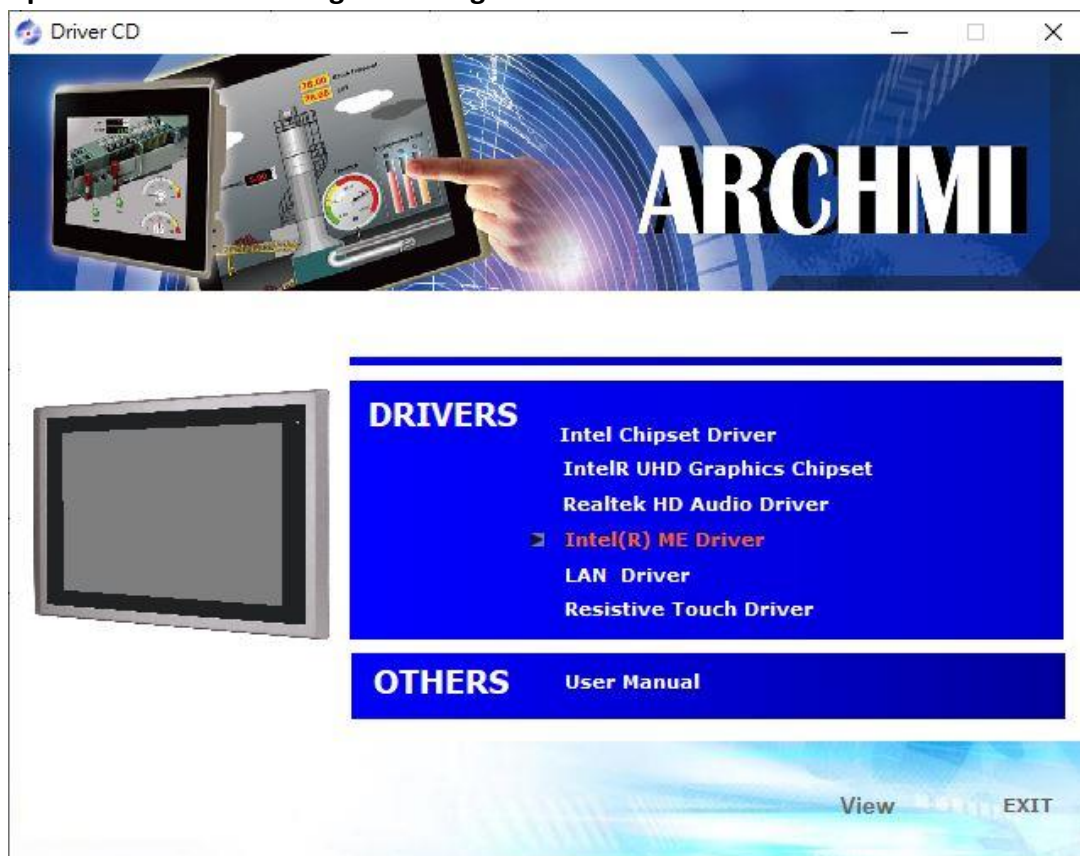 Driver CD
ARCHMI
DRIVERS
Intel Chipset Driver
IntelR UHD Graphics Chipset
Realtek HD Audio Driver
Intel(R) ME Driver
LAN Driver
Resistive Touch Driver
OTHERS
User Manual
View
EXIT